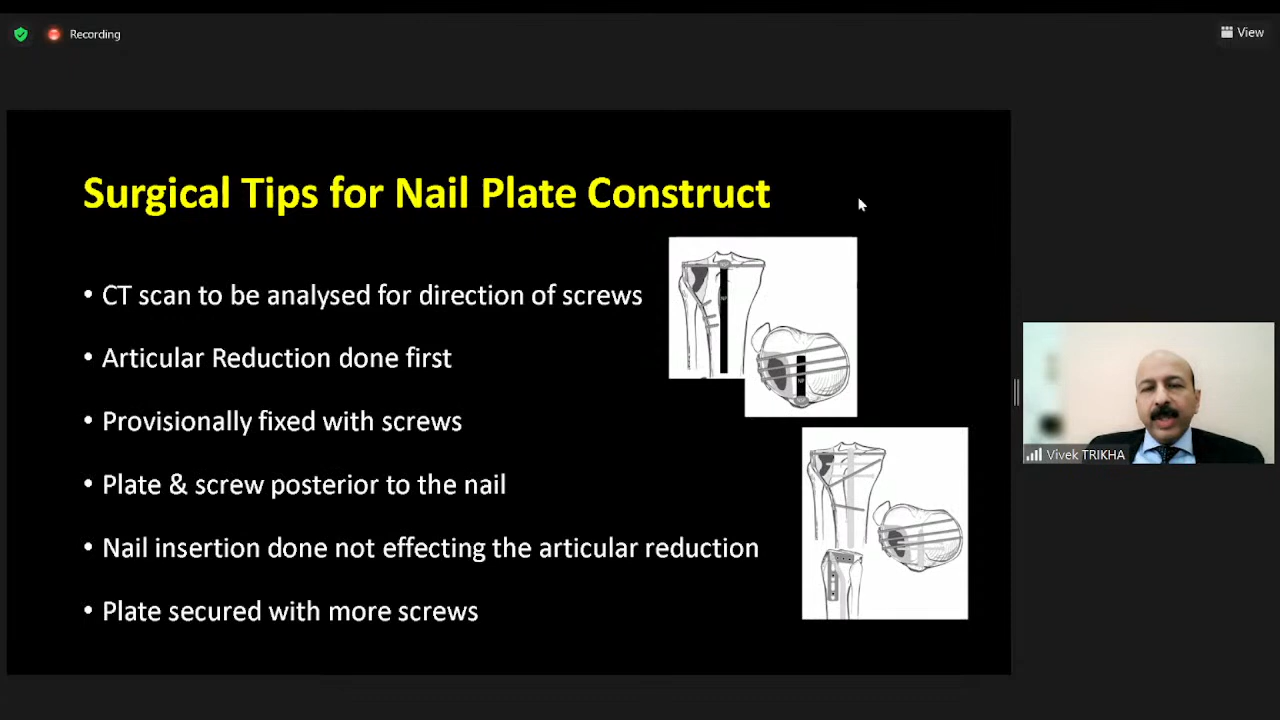 Recording
View
Surgical Tips for Nail Plate Construct
• CT scan to be analysed for direction of screws
• Articular Reduction done first
• Provisionally fixed with screws
• Plate & screw posterior to the nail
• Nail insertion done not effecting the articular reduction
• Plate secured with more screws
NP
NP
Vivek TRIKHA